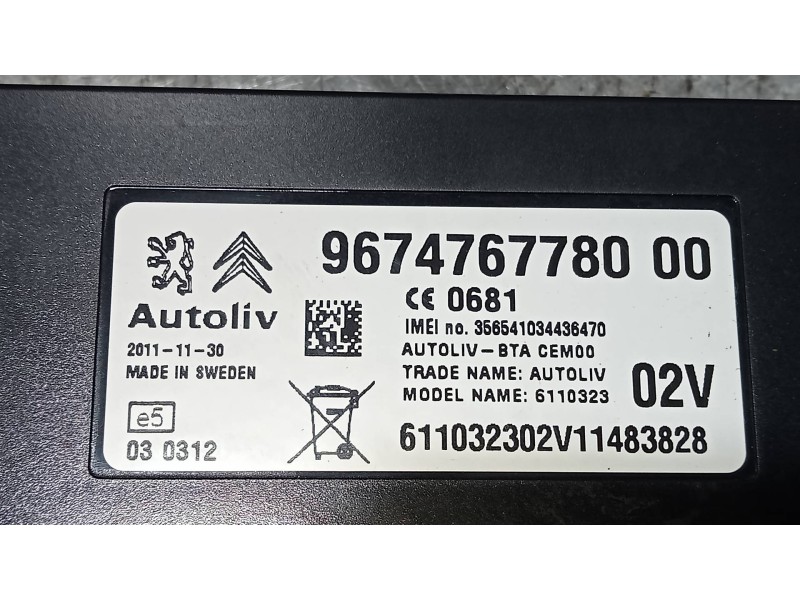 9674767780 00
Autoliv
CE 0681
IMEI no. 356541034436470
2011-11-30
AUTOLIV-BTA CEM00
MADE IN SWEDEN
TRADE NAME: AUTOLIV
MODEL NAME: 6110323
02V
e5
03 0312
611032302V11483828